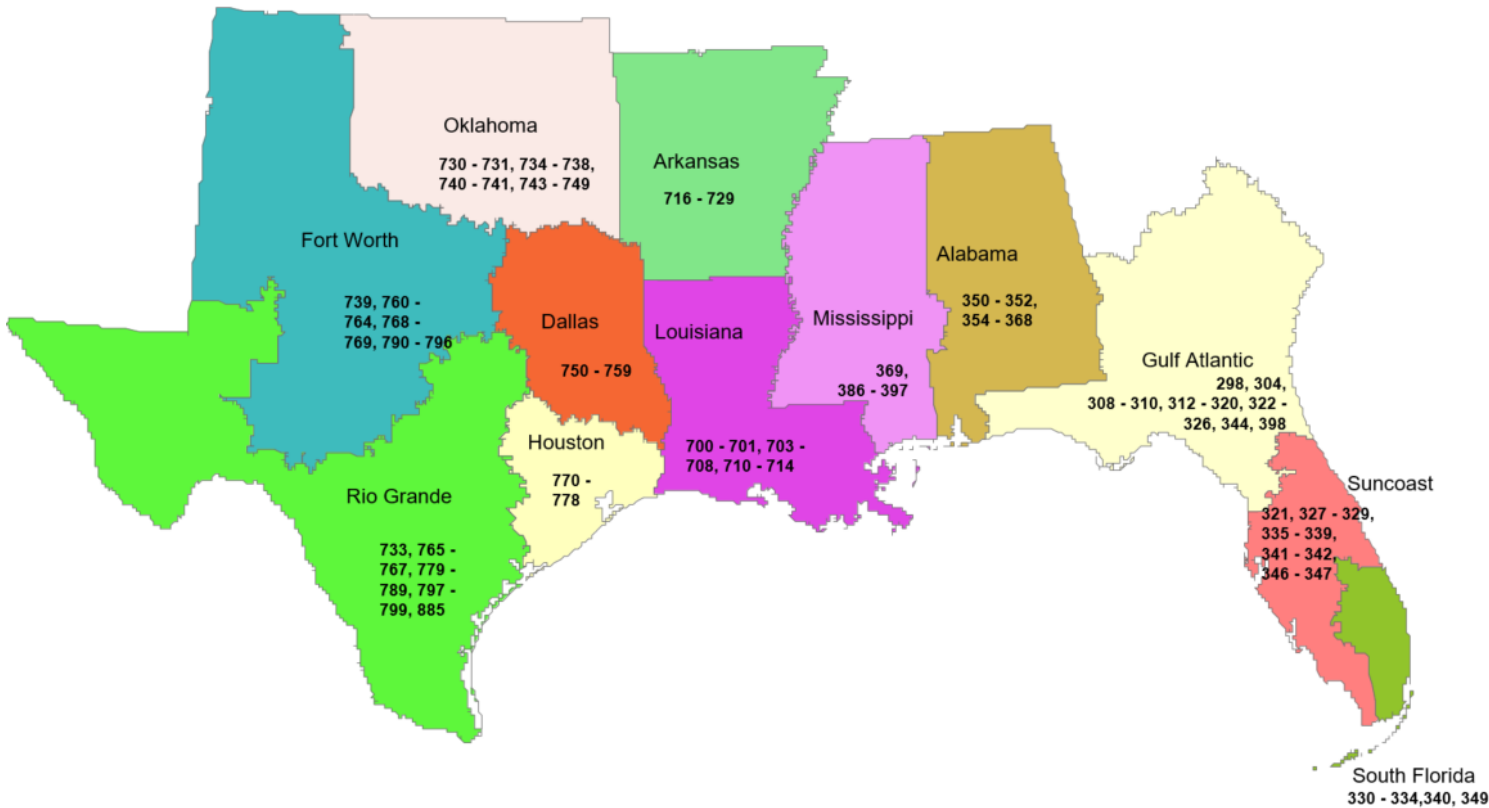 Oklahoma
730 - 731, 734 - 738,
740 - 741, 743 - 749
Arkansas
716 - 729
Fort Worth
739, 760 -
764, 768 -
769, 790 - 796
Dallas
750 - 759
Louisiana
700 - 701, 703 -
708, 710 - 714
Mississippi
369,
386 - 397
Alabama
350 - 352,
354 - 368
Gulf Atlantic
298, 304,
308 - 310, 312 - 320, 322 -
326, 344, 398
Houston
770 -
778
Rio Grande
733, 765 -
767, 779 -
789, 797 -
799, 885
Suncoast
321, 327 - 329,
335 - 339,
341 - 342,
346 - 347
South Florida
330 - 334,340, 349